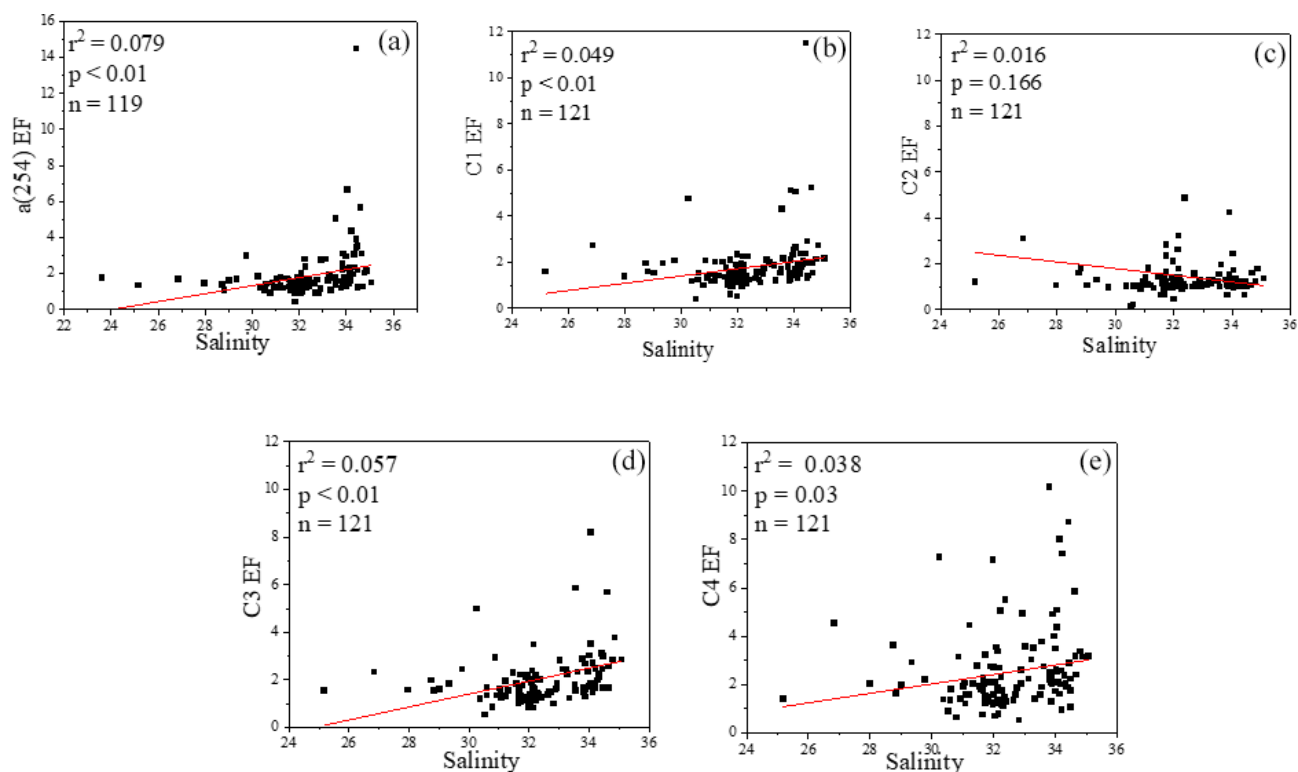 (a)
r² = 0.079
p < 0.01
n = 119
a(254) EF
16
14
12
10
8
6
4
2
0
22 24 26 28 30 32 34 36
Salinity
(b)
r² = 0.049
p < 0.01
n = 121
C1 EF
12
10
8
6
4
2
0
24 26 28 30 32 34 36
Salinity
(c)
r² = 0.016
p = 0.166
n = 121
C2 EF
12
10
8
6
4
2
0
24 26 28 30 32 34 36
Salinity
(d)
r² = 0.057
p < 0.01
n = 121
C3 EF
12
10
8
6
4
2
0
24 26 28 30 32 34 36
Salinity
(e)
r² = 0.038
p = 0.03
n = 121
C4 EF
12
10
8
6
4
2
0
24 26 28 30 32 34 36
Salinity